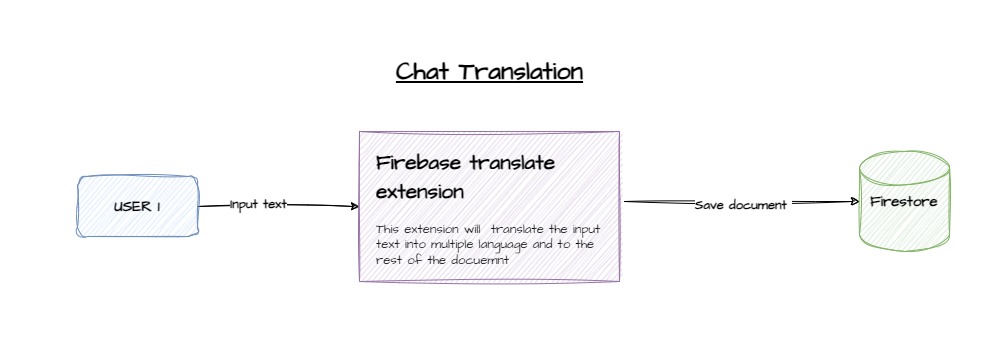 Chat Translation
USER 1
Input text
Firebase translate
extension
This extension will translate the input
text into multiple language and to the
rest of the docuemnt
Save document
Firestore